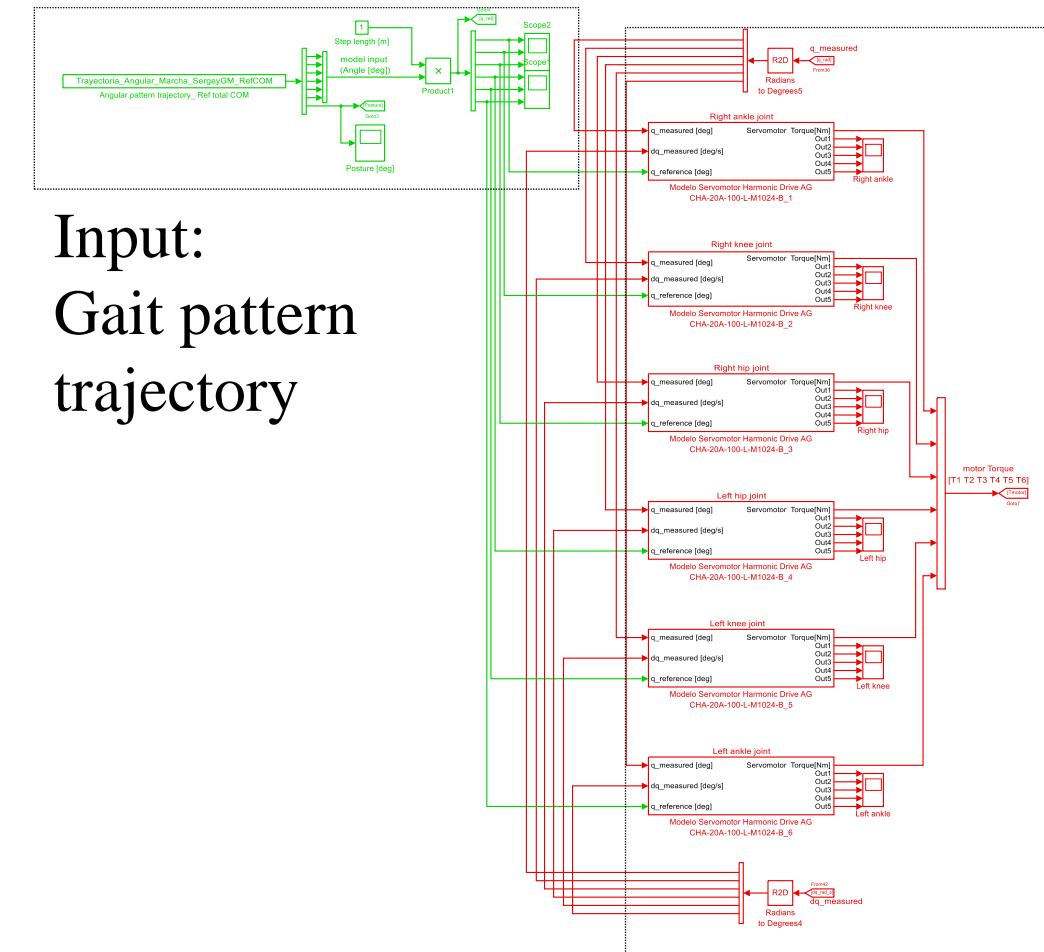 Goto4
[q_ref]
Scope2
1
Step length [m]
model input
(Angle [deg])
×
Product1
Scope1
Trayectoria_Angular_Marcha_SergeyGM_RefCOM
Angular pattern trajectory_ Ref total COM
[Posture]
Goto3
Posture [deg]
Input:
Gait pattern
trajectory
q_measured
R2D
[q_rad]
From36
Radians
to Degrees5
Right ankle joint
q_measured [deg]
Servomotor Torque[Nm]
Out1
dq_measured [deg/s]
Out2
Out3
Out4
q_reference [deg]
Out5
Right ankle
Modelo Servomotor Harmonic Drive AG
CHA-20A-100-L-M1024-B_1
Right knee joint
q_measured [deg]
Servomotor Torque[Nm]
Out1
dq_measured [deg/s]
Out2
Out3
Out4
q_reference [deg]
Out5
Right knee
Modelo Servomotor Harmonic Drive AG
CHA-20A-100-L-M1024-B_2
Right hip joint
q_measured [deg]
Servomotor Torque[Nm]
Out1
dq_measured [deg/s]
Out2
Out3
Out4
q_reference [deg]
Out5
Right hip
Modelo Servomotor Harmonic Drive AG
CHA-20A-100-L-M1024-B_3
motor Torque
[T1 T2 T3 T4 T5 T6]
[Tmotor]
Goto7
Left hip joint
q_measured [deg]
Servomotor Torque[Nm]
Out1
dq_measured [deg/s]
Out2
Out3
Out4
q_reference [deg]
Out5
Left hip
Modelo Servomotor Harmonic Drive AG
CHA-20A-100-L-M1024-B_4
Left knee joint
q_measured [deg]
Servomotor Torque[Nm]
Out1
dq_measured [deg/s]
Out2
Out3
Out4
q_reference [deg]
Out5
Left knee
Modelo Servomotor Harmonic Drive AG
CHA-20A-100-L-M1024-B_5
Left ankle joint
q_measured [deg]
Servomotor Torque[Nm]
Out1
dq_measured [deg/s]
Out2
Out3
Out4
q_reference [deg]
Out5
Left ankle
Modelo Servomotor Harmonic Drive AG
CHA-20A-100-L-M1024-B_6
From42
R2D
dq_measured
Radians
to Degrees4